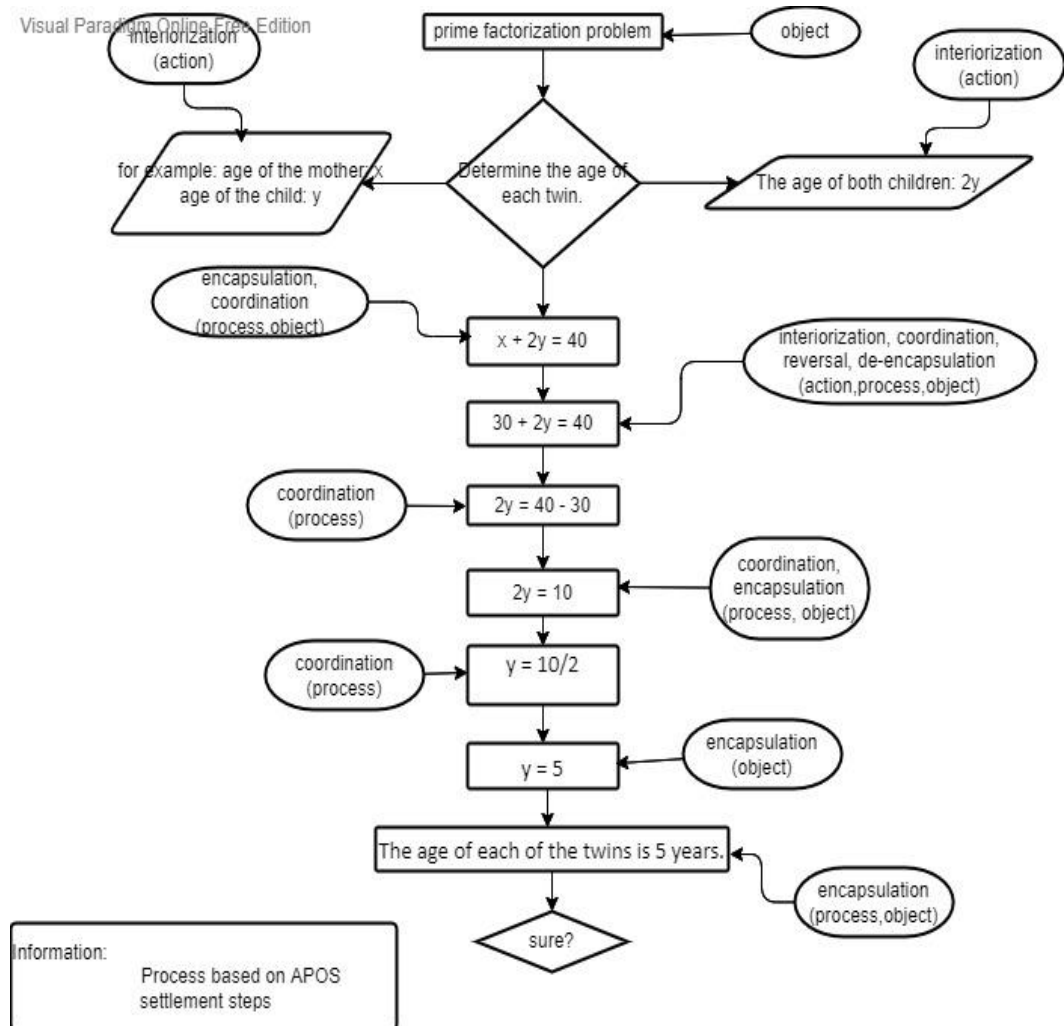 Visual Paradigm Online Free Edition
interiorization
(action)
prime factorization problem
object
interiorization
(action)
for example: age of the mother: x
age of the child: y
Determine the age of
each twin.
The age of both children: 2y
encapsulation,
coordination
(process,object)
x + 2y = 40
interiorization, coordination,
reversal, de-encapsulation
(action,process,object)
30 + 2y = 40
coordination
(process)
2y = 40 - 30
2y = 10
coordination,
encapsulation
(process, object)
coordination
(process)
y = 10/2
y = 5
encapsulation
(object)
The age of each of the twins is 5 years.
encapsulation
(process,object)
sure?
Information:
Process based on APOS
settlement steps